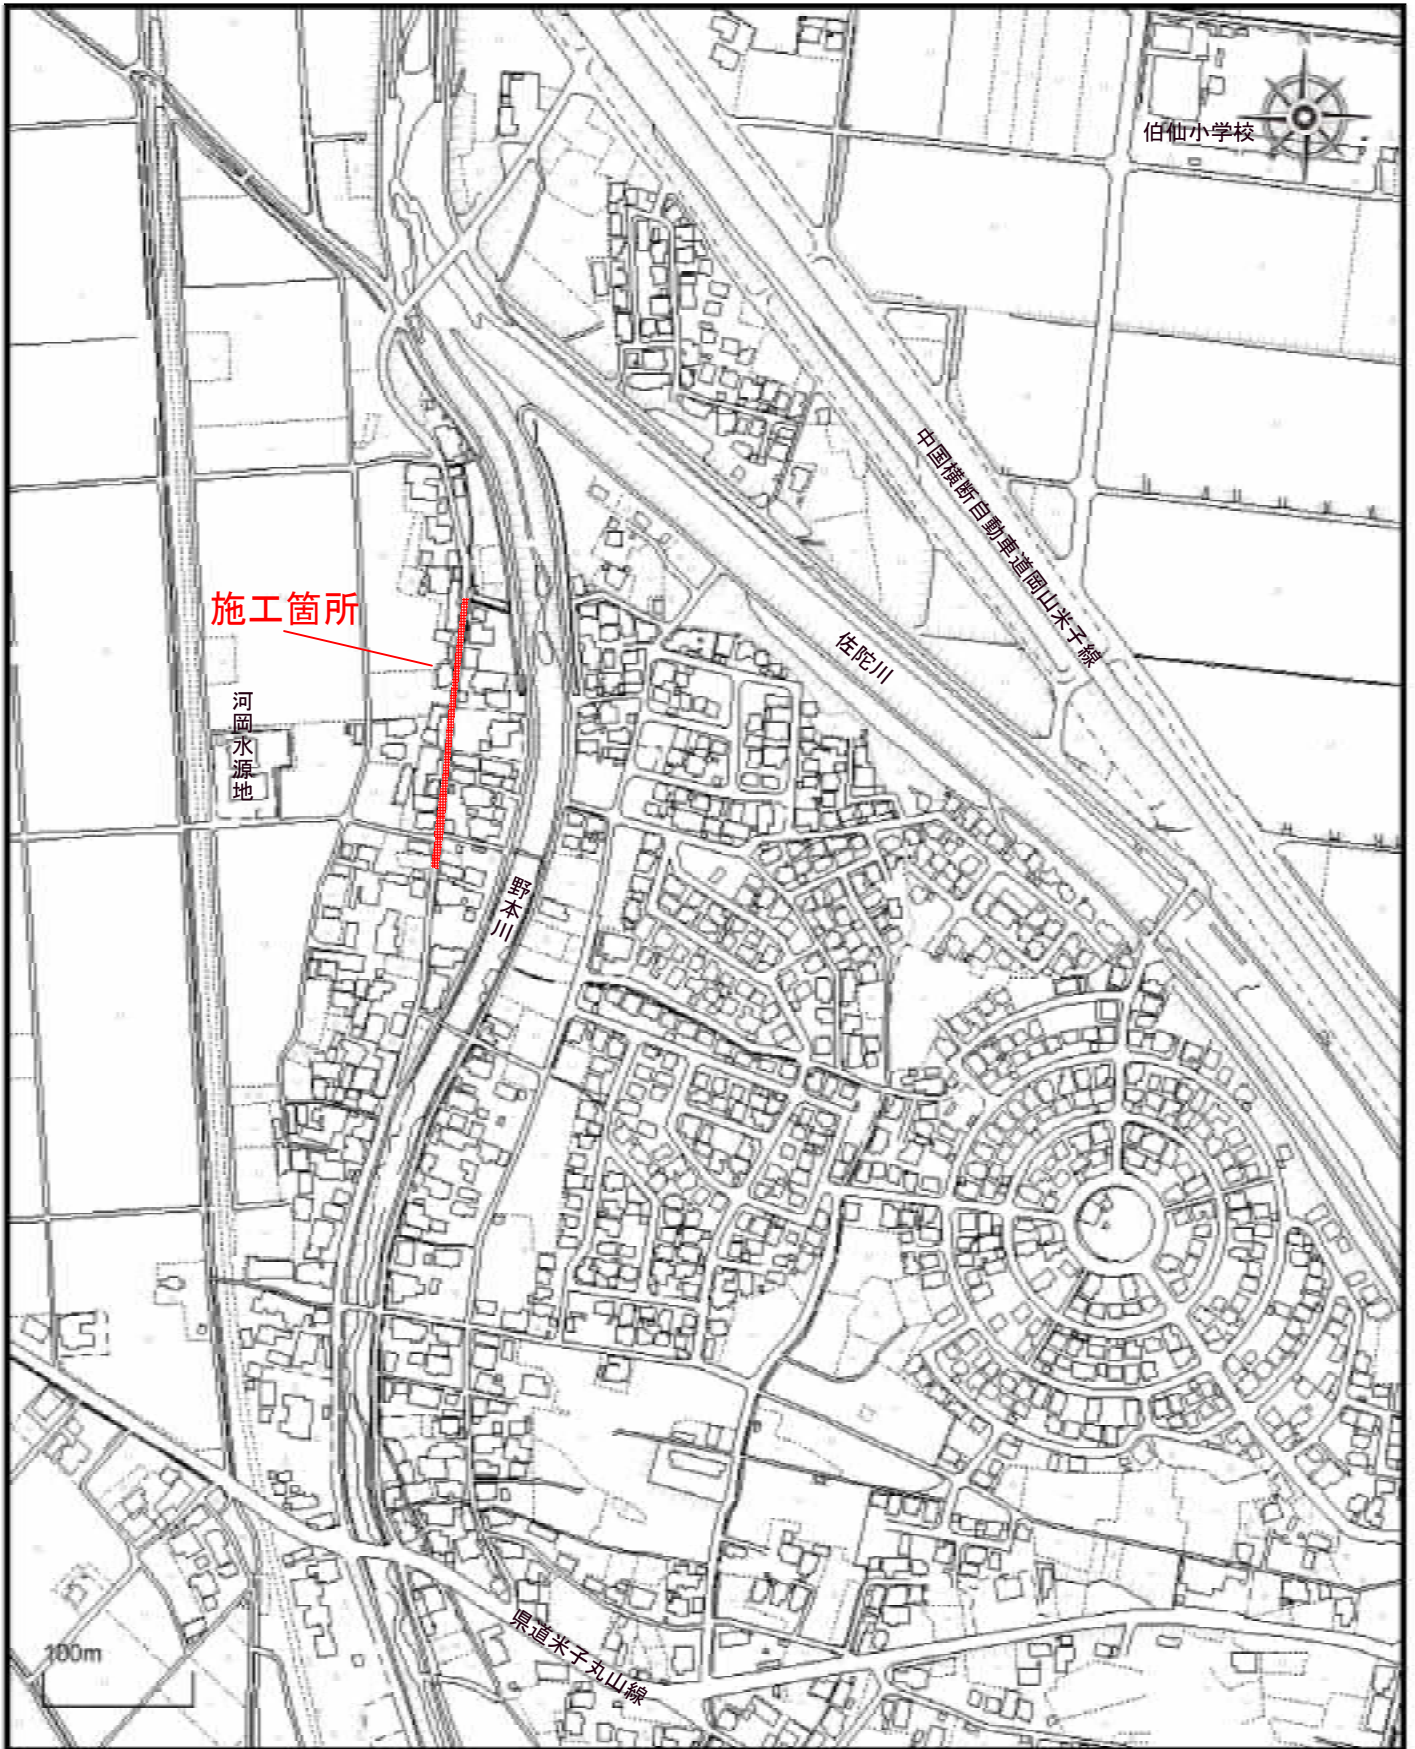 伯仙小学校
中国横断自動車道岡山米子線
施工箇所
佐陀川
河岡水源地
野本川
県道米子丸山線
100m